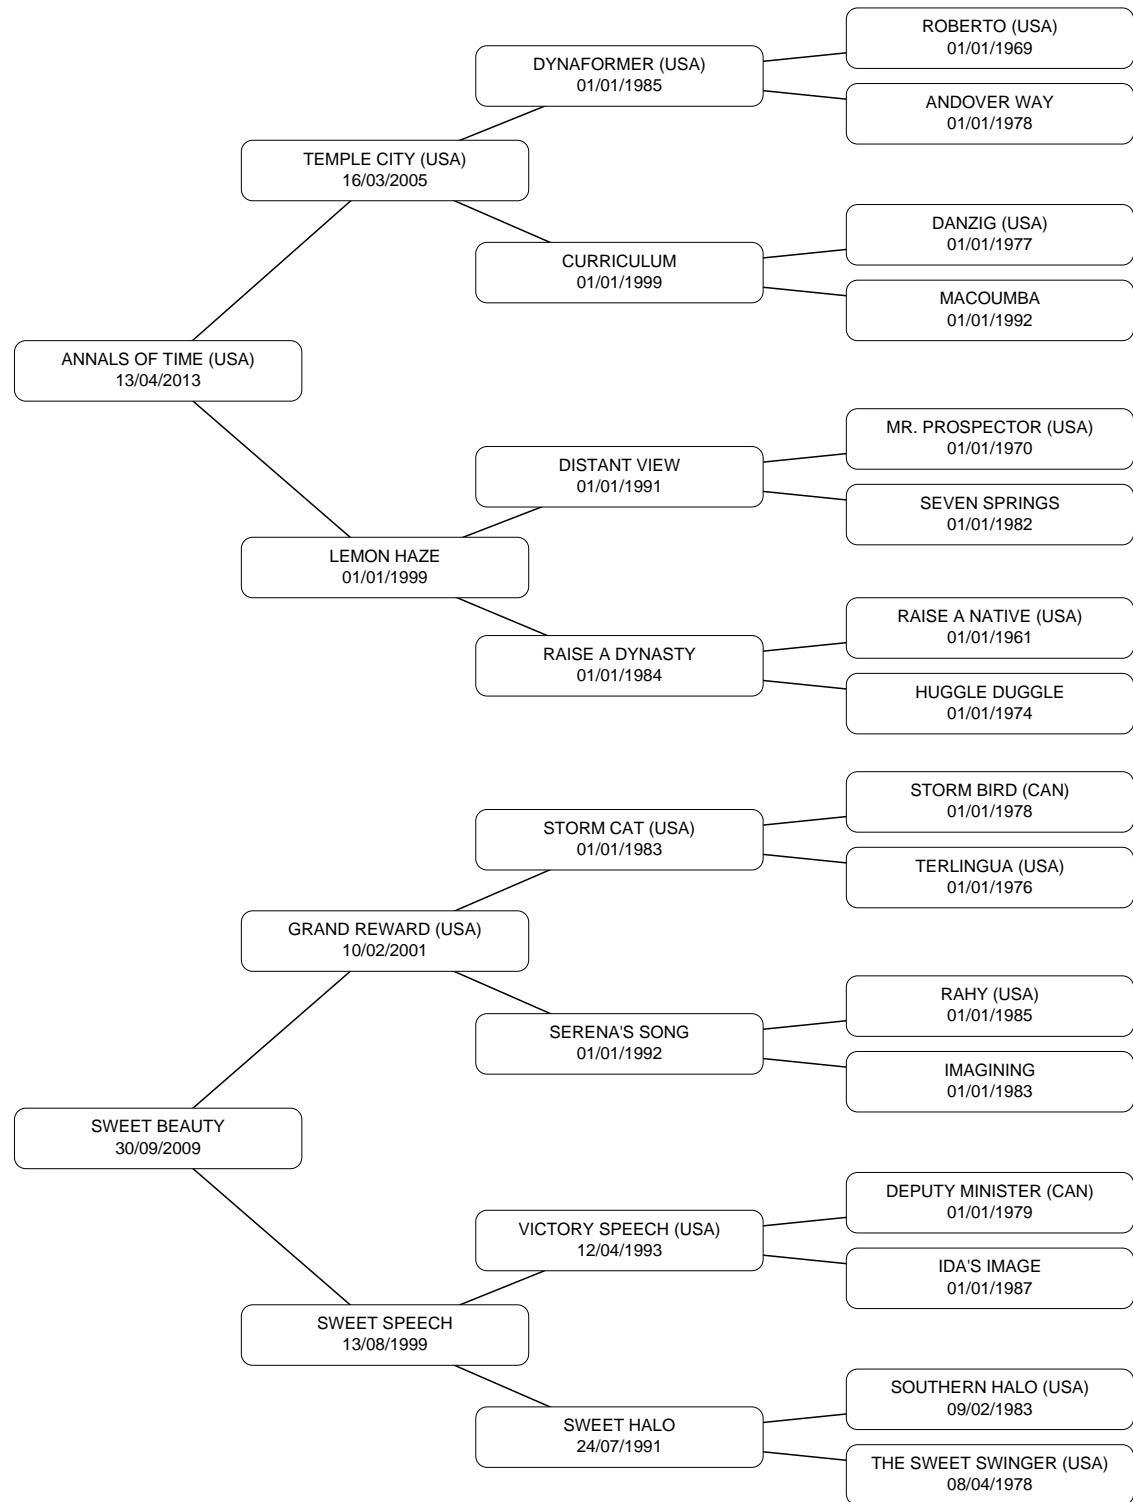 ROBERTO (USA)
01/01/1969
DYNAFORMER (USA)
01/01/1985
ANDOVER WAY
01/01/1978
TEMPLE CITY (USA)
16/03/2005
DANZIG (USA)
01/01/1977
CURRICULUM
01/01/1999
MACOUMBA
01/01/1992
ANNALS OF TIME (USA)
13/04/2013
MR. PROSPECTOR (USA)
01/01/1970
DISTANT VIEW
01/01/1991
SEVEN SPRINGS
01/01/1982
LEMON HAZE
01/01/1999
RAISE A NATIVE (USA)
01/01/1961
RAISE A DYNASTY
01/01/1984
HUGGLE DUGGLE
01/01/1974
STORM BIRD (CAN)
01/01/1978
STORM CAT (USA)
01/01/1983
TERLINGUA (USA)
01/01/1976
GRAND REWARD (USA)
10/02/2001
RAHY (USA)
01/01/1985
SERENA'S SONG
01/01/1992
IMAGINING
01/01/1983
SWEET BEAUTY
30/09/2009
DEPUTY MINISTER (CAN)
01/01/1979
VICTORY SPEECH (USA)
12/04/1993
IDA'S IMAGE
01/01/1987
SWEET SPEECH
13/08/1999
SOUTHERN HALO (USA)
09/02/1983
SWEET HALO
24/07/1991
THE SWEET SWINGER (USA)
08/04/1978